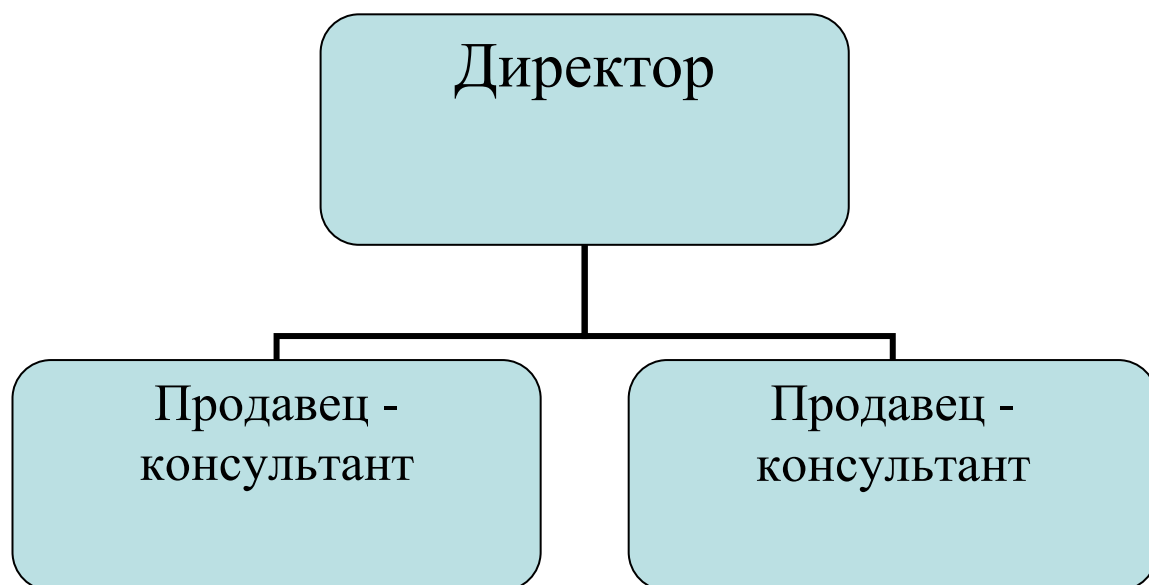 Директор
Продавец -
консультант
Продавец -
консультант